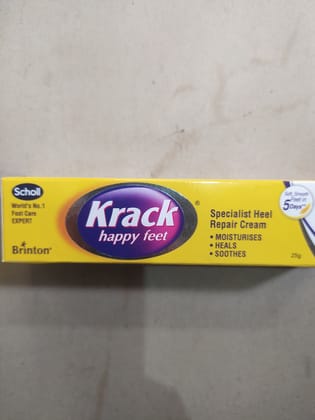 Scholl
World's No.1
Foot Care
EXPERT
Brinton®
Krack®
happy feet
Specialist Heel
Repair Cream
• MOISTURISES
• HEALS
• SOOTHES
Soft, Smooth
Feet in
5 Days
25g